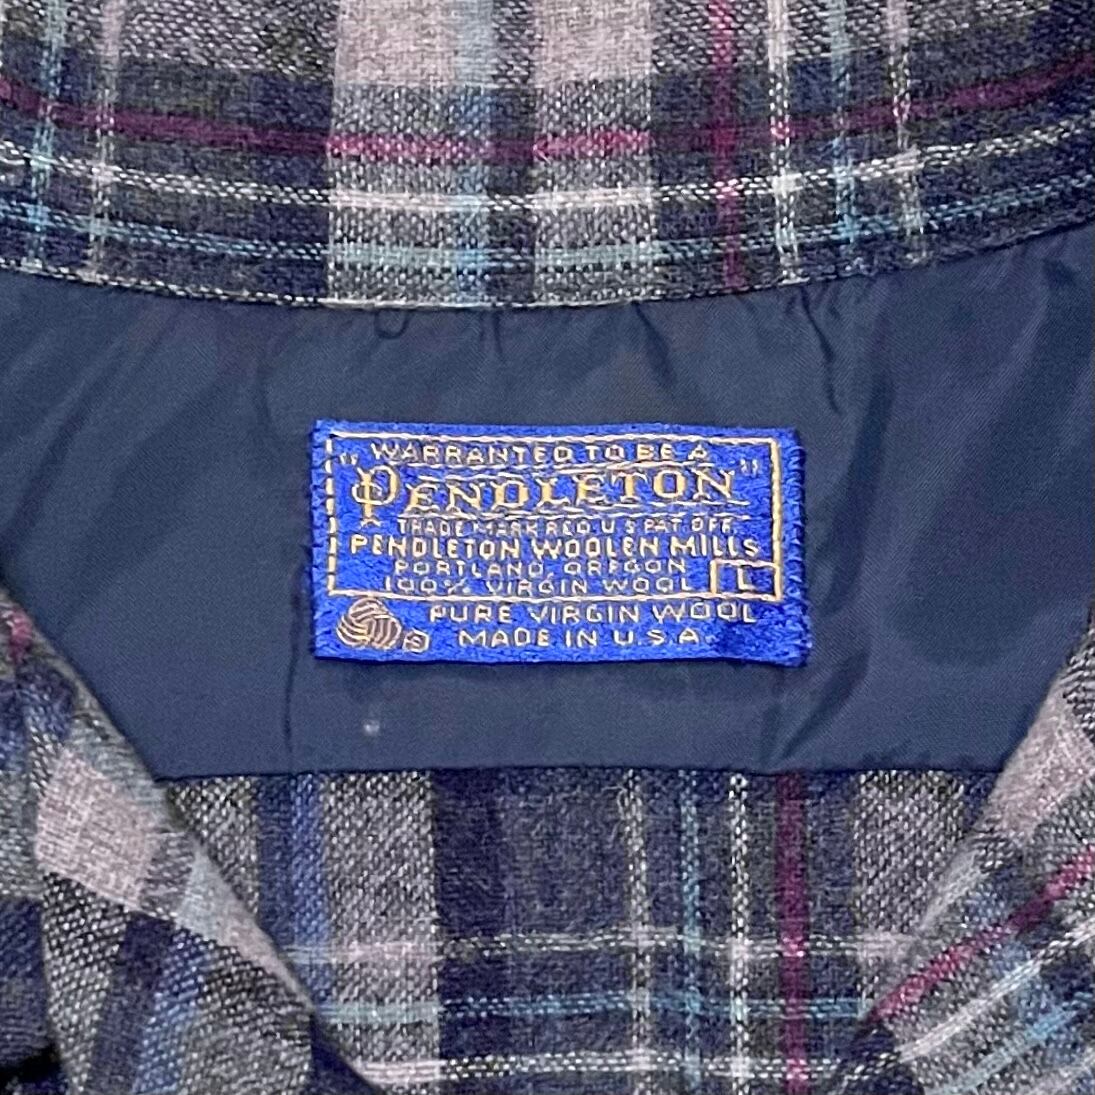 WARRANTED TO BE A
"PENDLETON"
TRADE MARK REG. U S PAT. OFF.
PENDLETON WOOLEN MILLS
PORTLAND, OREGON
100% VIRGIN WOOL L
PURE VIRGIN WOOL
MADE IN U.S.A.